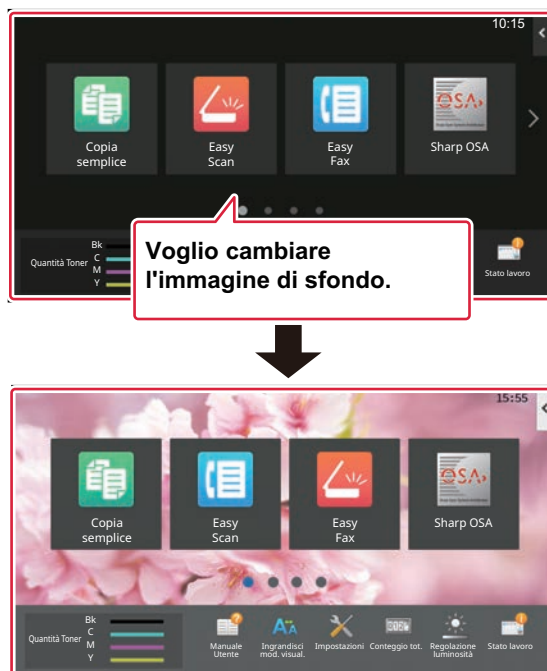 10:15
Copia
semplice
Easy
Scan
Easy
Fax
OSA
Sharp OSA
Quantità Toner
Bk
C
M
Y
Voglio cambiare
l'immagine di sfondo.
Stato lavoro
15:55
Copia
semplice
Easy
Scan
Easy
Fax
OSA
Sharp OSA
Quantità Toner
Bk
C
M
Y
Manuale
Utente
Ingrandisci
mod. visual.
Impostazioni
Conteggio tot.
Regolazione
luminosità
Stato lavoro